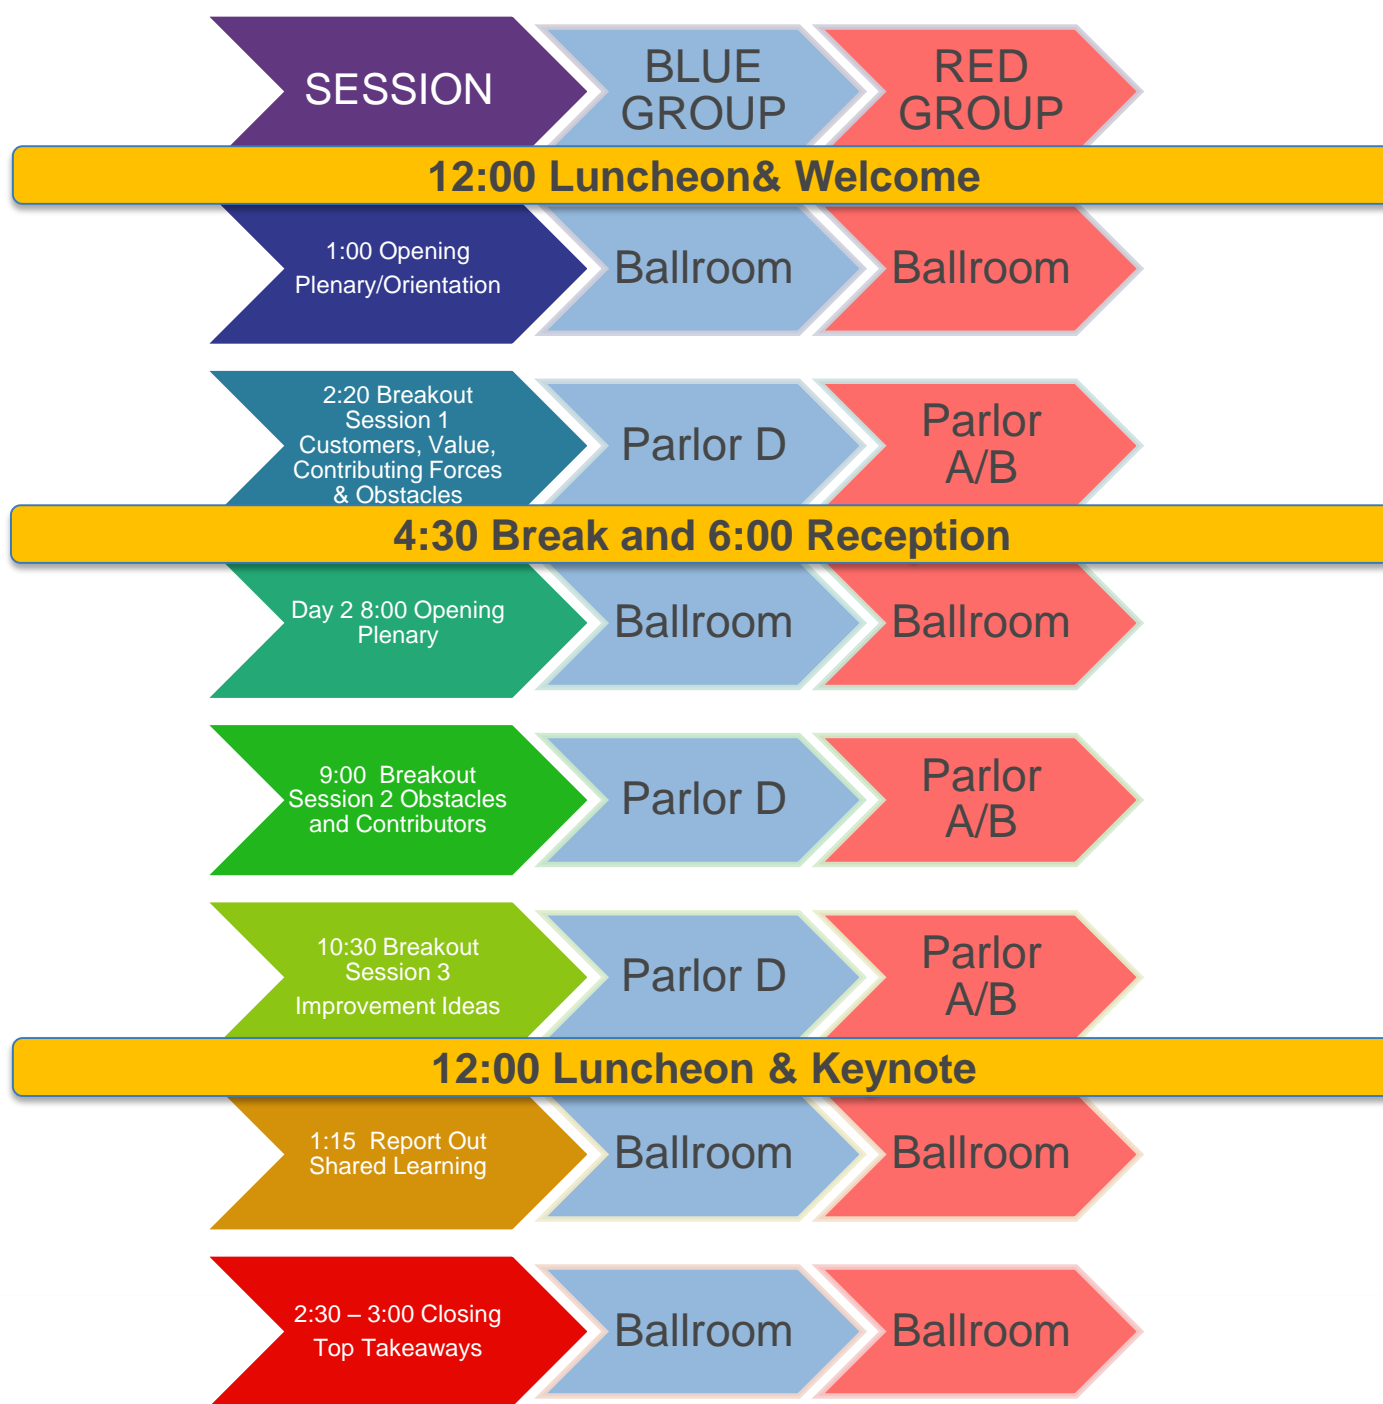 SESSION
BLUE
GROUP
RED
GROUP
12:00 Luncheon& Welcome
1:00 Opening
Plenary/Orientation
Ballroom
Ballroom
2:20 Breakout
Session 1
Customers, Value,
Contributing Forces
& Obstacles
Parlor D
Parlor
A/B
4:30 Break and 6:00 Reception
Day 2 8:00 Opening
Plenary
Ballroom
Ballroom
9:00  Breakout
Session 2 Obstacles
and Contributors
Parlor D
Parlor
A/B
10:30 Breakout
Session 3
Improvement Ideas
Parlor D
Parlor
A/B
12:00 Luncheon & Keynote
1:15  Report Out
Shared Learning
Ballroom
Ballroom
2:30 – 3:00 Closing
Top Takeaways
Ballroom
Ballroom